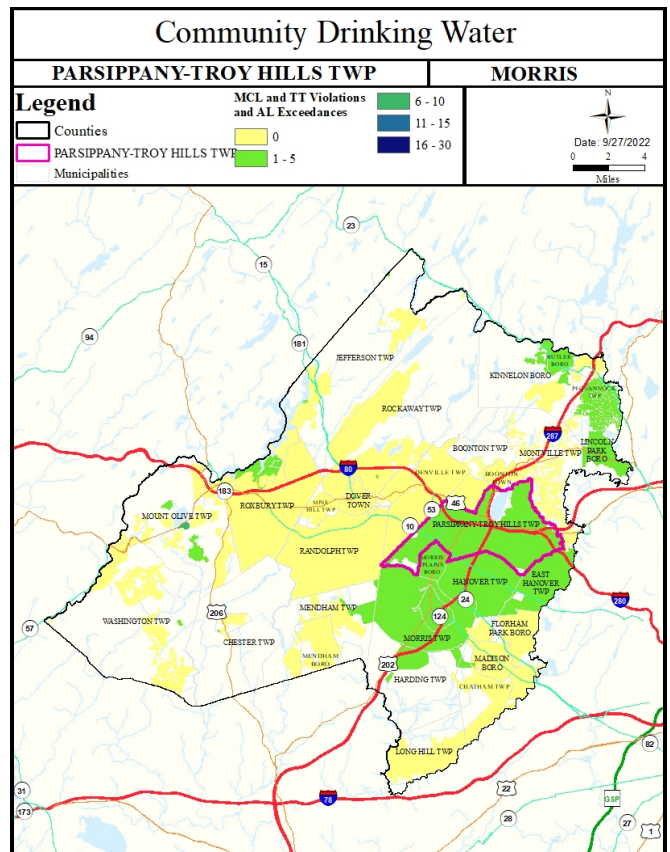 Community Drinking Water
PARSIPPANY-TROY HILLS TWP
MORRIS
Legend
Counties
PARSIPPANY-TROY HILLS TWP
Municipalities
MCL and TT Violations
and AL Exceedances
0
1 - 5
6 - 10
11 - 15
16 - 30
N
Date: 9/27/2022
0 2 4
Miles
23
15
94
181
JEFFERSON TWP
BUTLER
BORO
KINNELON BORO
PEQUANNOCK
TWP
ROCKAWAY TWP
287
LINCOLN
PARK
BORO
BOONTON TWP
MONTVILLE TWP
80
DENVILLE TWP
BOONTON
TOWN
183
46
53
10
MOUNT OLIVE TWP
ROXBURY TWP
MINE
HILL TWP
DOVER
TOWN
PARSIPPANY-TROY HILLS TWP
RANDOLPH TWP
MORRIS
PLAINS
BORO
HANOVER TWP
EAST
HANOVER
TWP
280
24
206
MENDHAM TWP
124
57
WASHINGTON TWP
CHESTER TWP
FLORHAM
PARK BORO
MORRIS TWP
MENDHAM
BORO
202
MADISON
BORO
HARDING TWP
CHATHAM TWP
LONG HILL TWP
82
31
173
78
22
28
GSP
27
1